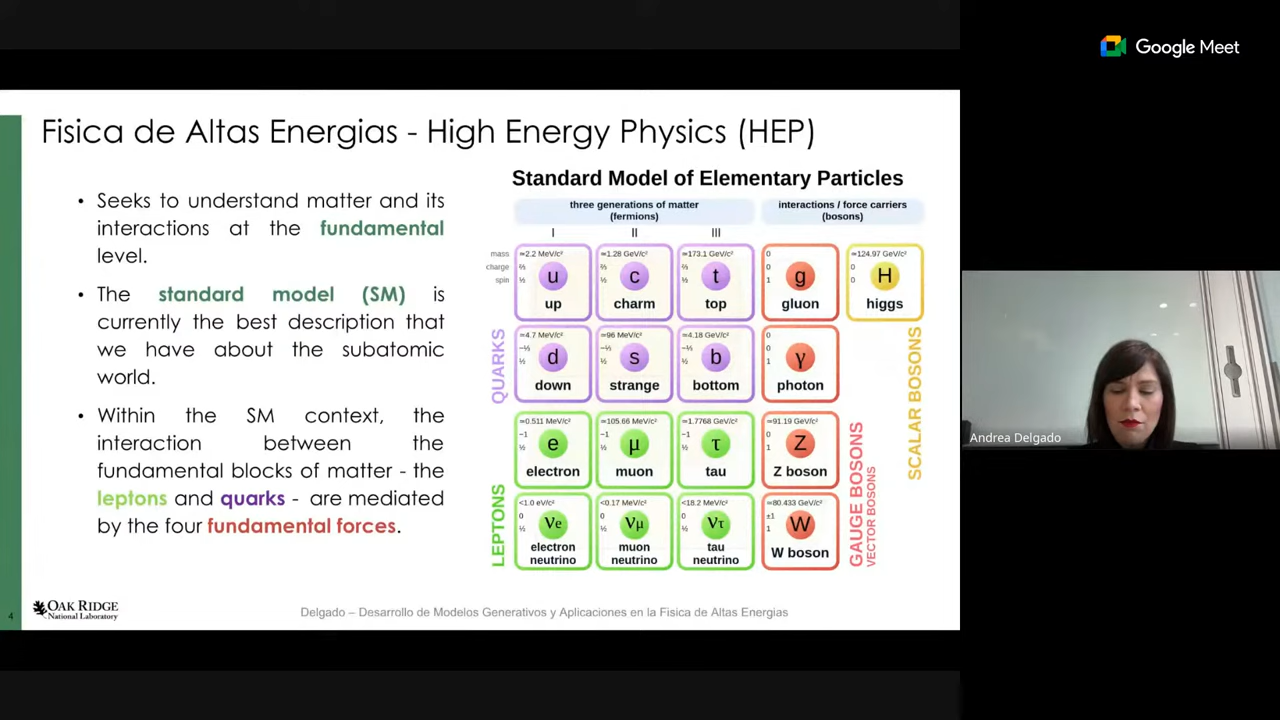 Google Meet
Fisica de Altas Energias - High Energy Physics (HEP)
• Seeks to understand matter and its
interactions at the fundamental
level.
• The standard model (SM) is
currently the best description that
we have about the subatomic
world.
• Within the SM context, the
interaction between the
fundamental blocks of matter - the
leptons and quarks - are mediated
by the four fundamental forces.
Standard Model of Elementary Particles
three generations of matter
(fermions)
interactions / force carriers
(bosons)
I II III
mass
charge
spin
≃2.2 MeV/c²
⅔
½
u
up
≃1.28 GeV/c²
⅔
½
c
charm
≃173.1 GeV/c²
⅔
½
t
top
0
0
1
g
gluon
≃124.97 GeV/c²
0
0
H
higgs
QUARKS
≃4.7 MeV/c²
−⅓
½
d
down
≃96 MeV/c²
−⅓
½
s
strange
≃4.18 GeV/c²
−⅓
½
b
bottom
0
0
1
γ
photon
SCALAR BOSONS
LEPTONS
≃0.511 MeV/c²
−1
½
e
electron
≃105.66 MeV/c²
−1
½
μ
muon
≃1.7768 GeV/c²
−1
½
τ
tau
≃91.19 GeV/c²
0
1
Z
Z boson
<1.0 eV/c²
0
½
νe
electron
neutrino
<0.17 MeV/c²
0
½
νμ
muon
neutrino
<18.2 MeV/c²
0
½
ντ
tau
neutrino
≃80.433 GeV/c²
±1
1
W
W boson
GAUGE BOSONS
VECTOR BOSONS
Andrea Delgado
4
OAK RIDGE
National Laboratory
Delgado – Desarrollo de Modelos Generativos y Aplicaciones en la Fisica de Altas Energias